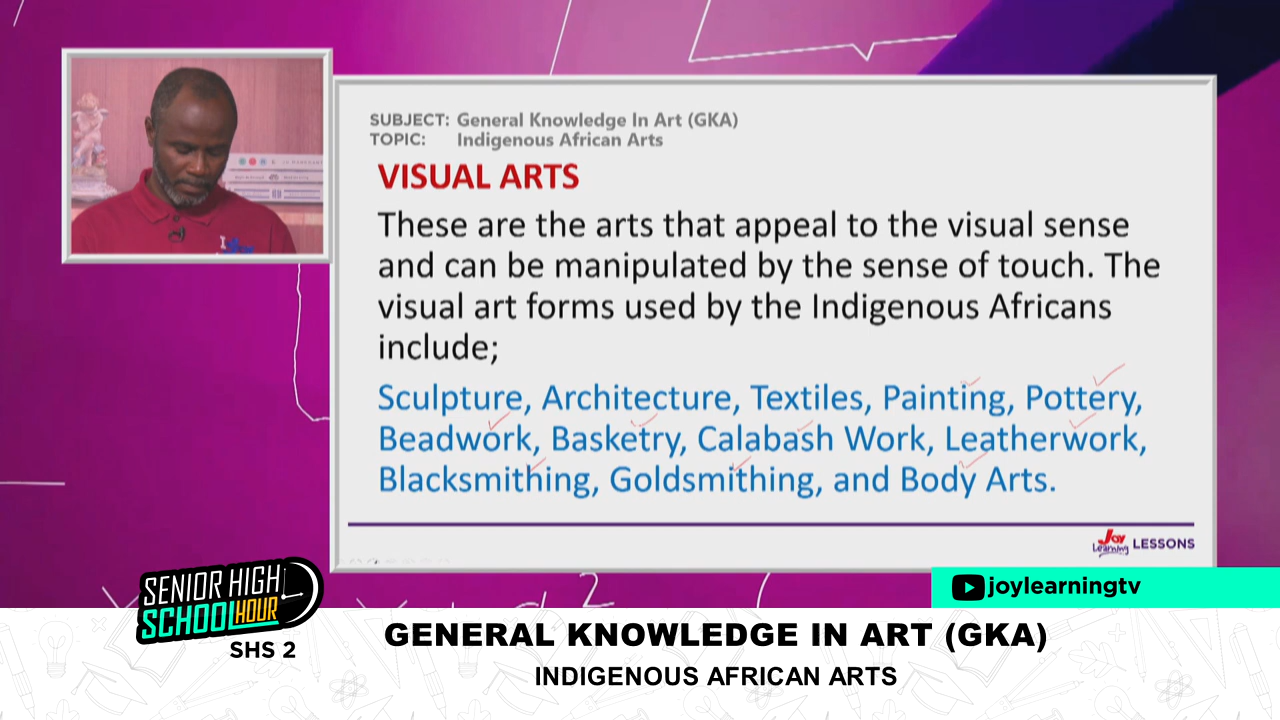 SUBJECT: General Knowledge In Art (GKA)
TOPIC: Indigenous African Arts
VISUAL ARTS
These are the arts that appeal to the visual sense
and can be manipulated by the sense of touch. The
visual art forms used by the Indigenous Africans
include;
Sculpture, Architecture, Textiles, Painting, Pottery,
Beadwork, Basketry, Calabash Work, Leatherwork,
Blacksmithing, Goldsmithing, and Body Arts.
Joy Learning LESSONS
joylearningtv
SENIOR HIGH
SCHOOL HOUR
SHS 2
GENERAL KNOWLEDGE IN ART (GKA)
INDIGENOUS AFRICAN ARTS